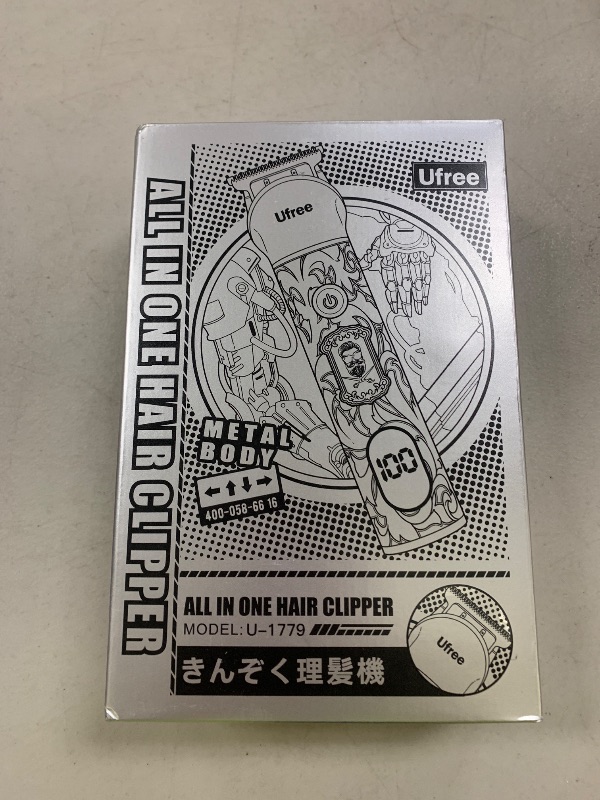 Ufree
ALL IN ONE HAIR CLIPPER
Ufree
METAL
BODY
←↑↓→
400-058-66 16
100
ALL IN ONE HAIR CLIPPER
MODEL: U-1779
きんぞく理髪機
Ufree